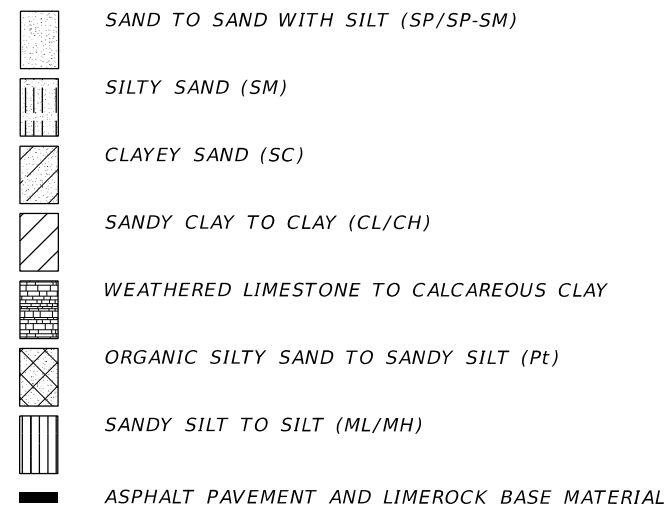 SAND TO SAND WITH SILT (SP/SP-SM)
SILTY SAND (SM)
CLAYEY SAND (SC)
SANDY CLAY TO CLAY (CL/CH)
WEATHERED LIMESTONE TO CALCAREOUS CLAY
ORGANIC SILTY SAND TO SANDY SILT (Pt)
SANDY SILT TO SILT (ML/MH)
ASPHALT PAVEMENT AND LIMEROCK BASE MATERIAL